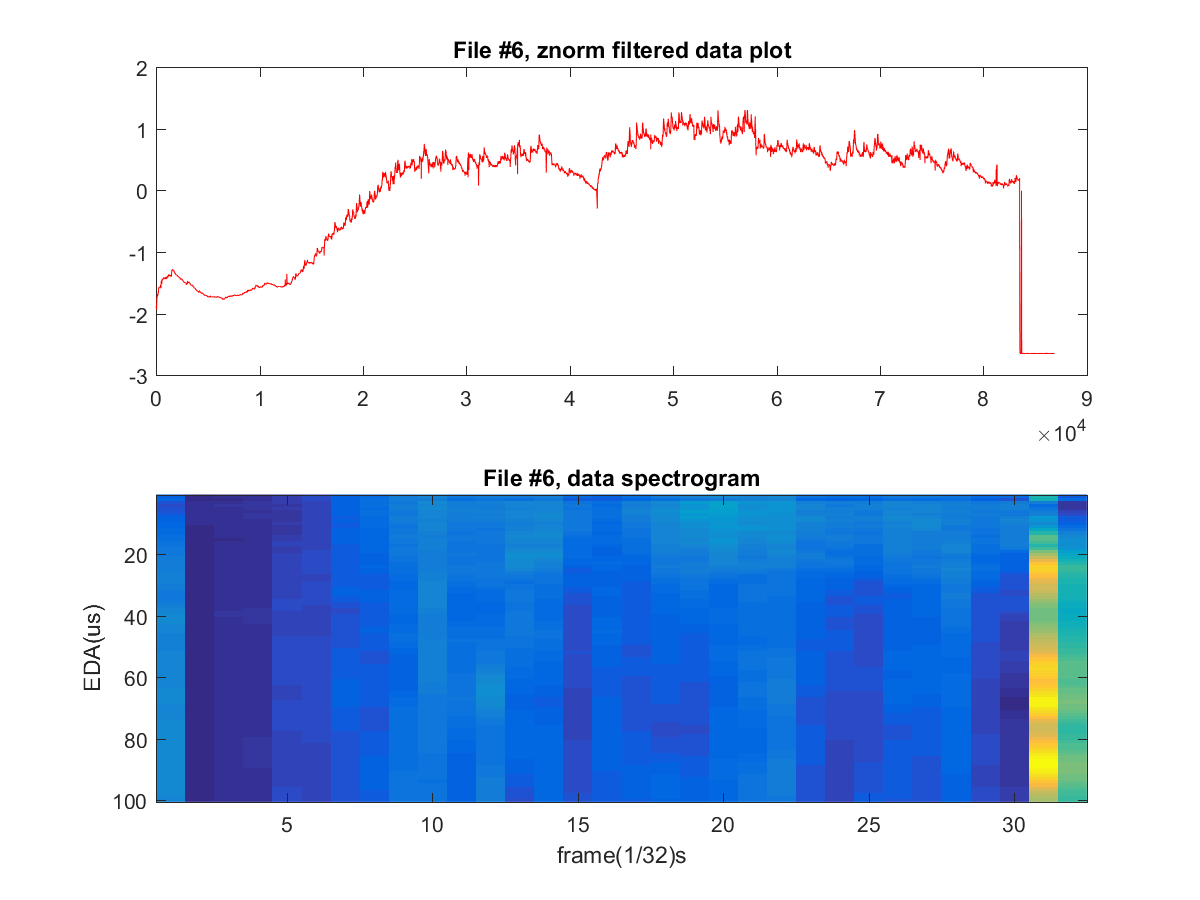 File #6, znorm filtered data plot
2
1
0
-1
-2
-3
0 1 2 3 4 5 6 7 8 9
×10^4
File #6, data spectrogram
20
40
60
80
100
EDA(us)
5 10 15 20 25 30
frame(1/32)s